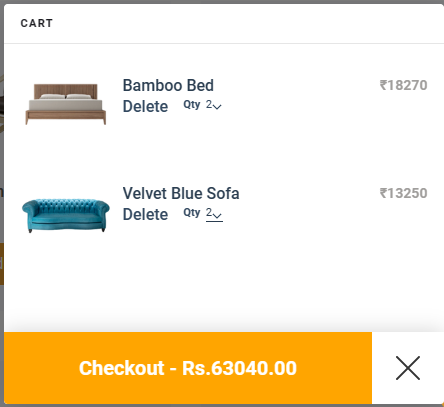 CART
Bamboo Bed ₹18270
Delete Qty 2
Velvet Blue Sofa ₹13250
Delete Qty 2
Checkout - Rs.63040.00